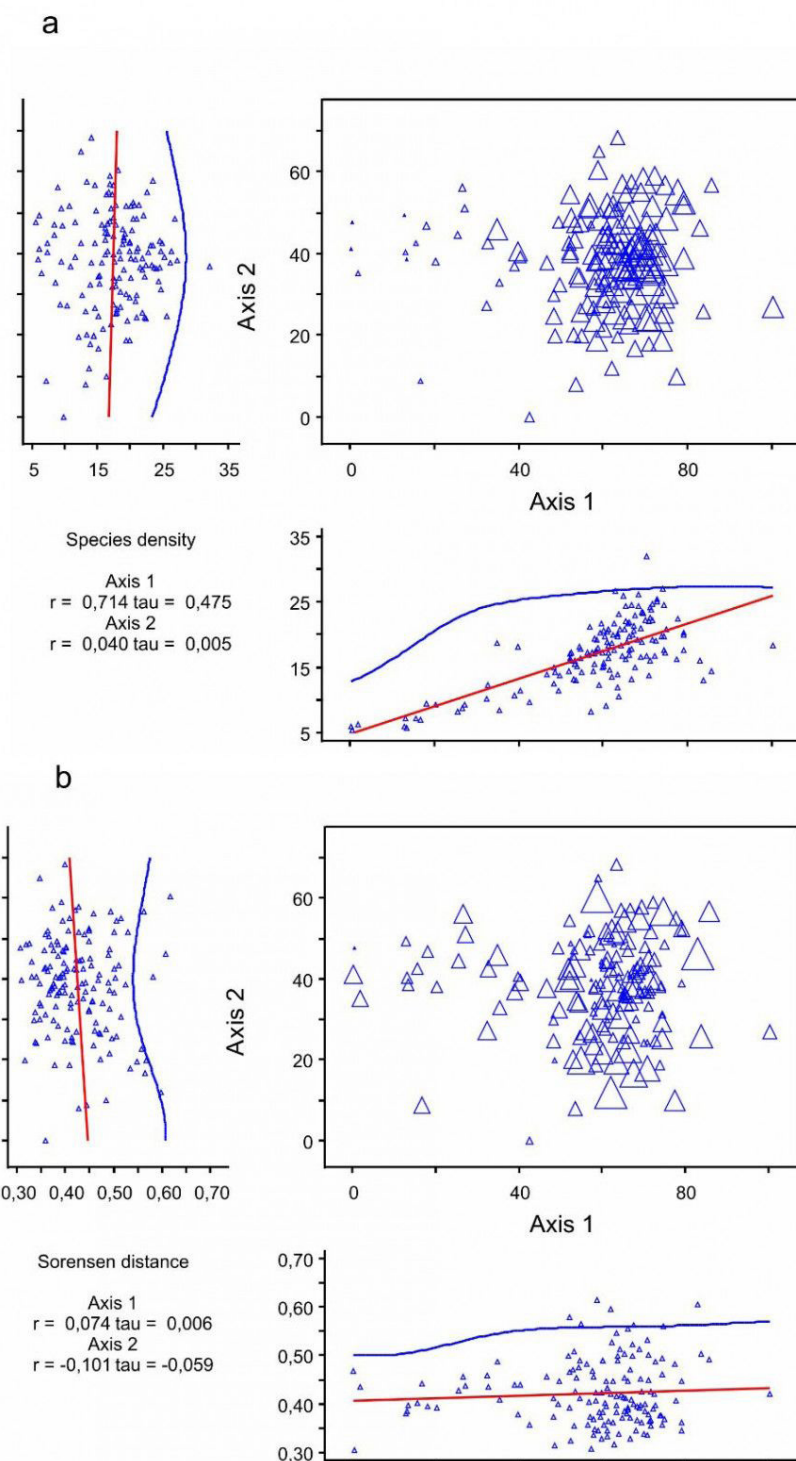 a
60
40
20
0
Axis 2
5 15 25 35
0 40 80
Axis 1
Species density
Axis 1
r = 0,714 tau = 0,475
Axis 2
r = 0,040 tau = 0,005
35
25
15
5
b
60
40
20
0
Axis 2
0,30 0,40 0,50 0,60 0,70
0 40 80
Axis 1
Sorensen distance
Axis 1
r = 0,074 tau = 0,006
Axis 2
r = -0,101 tau = -0,059
0,70
0,60
0,50
0,40
0.30